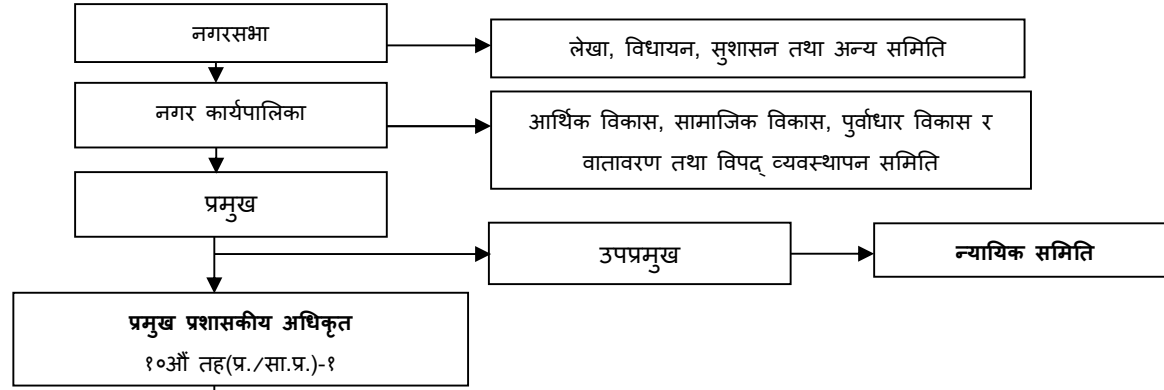 नगरसभा
लेखा, विधायन, सुशासन तथा अन्य समिति
नगर कार्यपालिका
आर्थिक विकास, सामाजिक विकास, पुर्वाधार विकास र
वातावरण तथा विपद् व्यवस्थापन समिति
प्रमुख
उपप्रमुख
न्यायिक समिति
प्रमुख प्रशासकीय अधिकृत
१०औं तह(प्र./सा.प्र.)-१